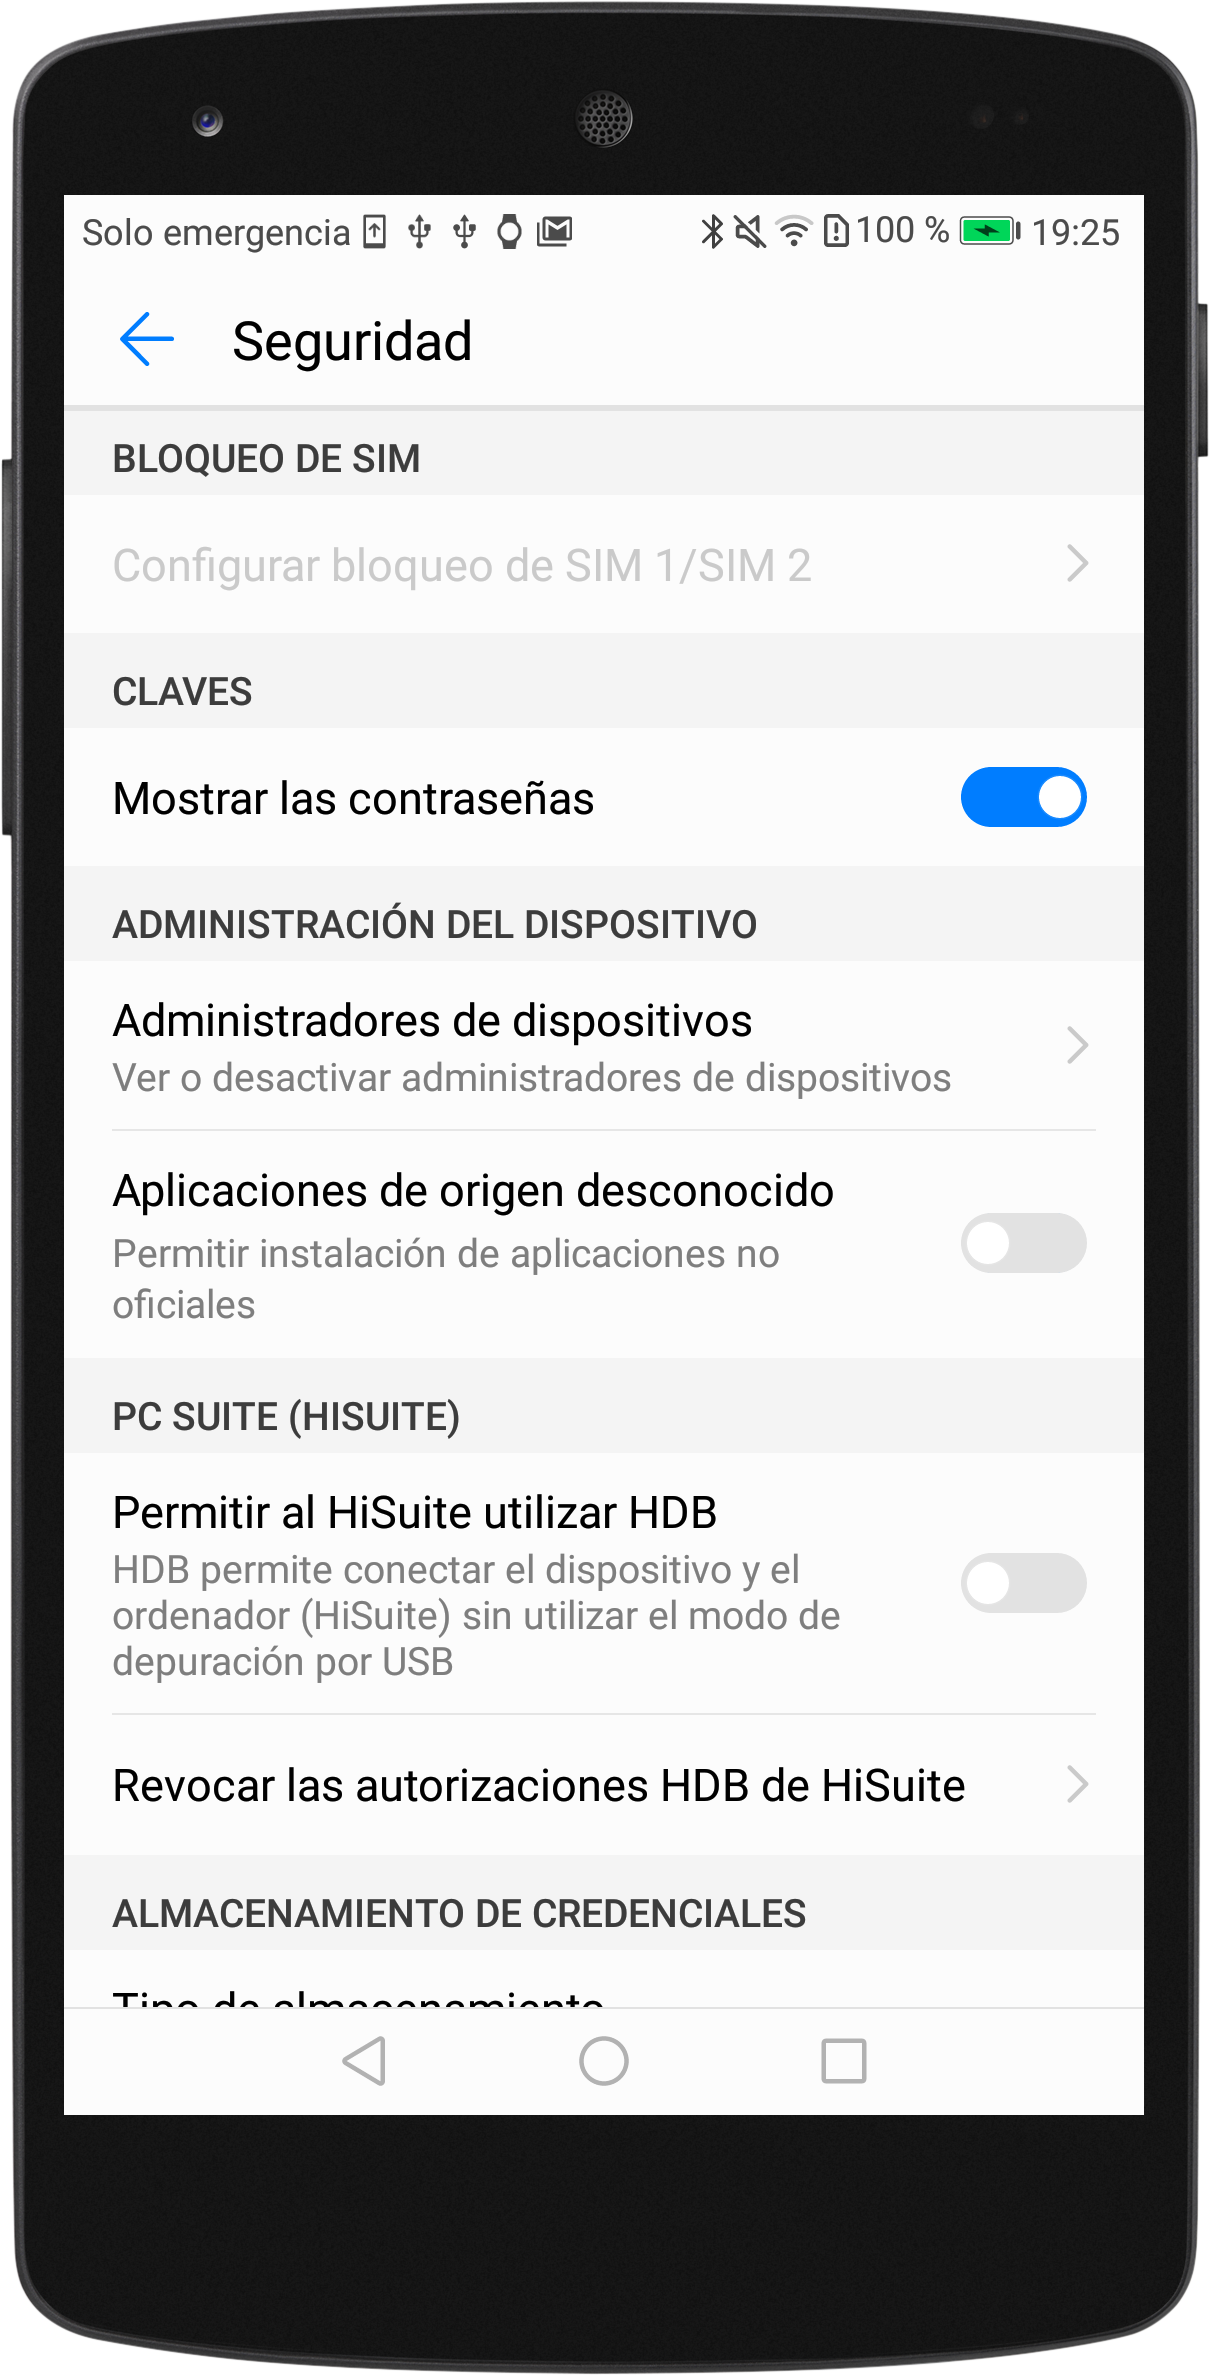 Solo emergencia 100 % 19:25
Seguridad
BLOQUEO DE SIM
Configurar bloqueo de SIM 1/SIM 2
CLAVES
Mostrar las contraseñas
ADMINISTRACIÓN DEL DISPOSITIVO
Administradores de dispositivos
Ver o desactivar administradores de dispositivos
Aplicaciones de origen desconocido
Permitir instalación de aplicaciones no
oficiales
PC SUITE (HISUITE)
Permitir al HiSuite utilizar HDB
HDB permite conectar el dispositivo y el
ordenador (HiSuite) sin utilizar el modo de
depuración por USB
Revocar las autorizaciones HDB de HiSuite
ALMACENAMIENTO DE CREDENCIALES
Tipo de almacenamiento